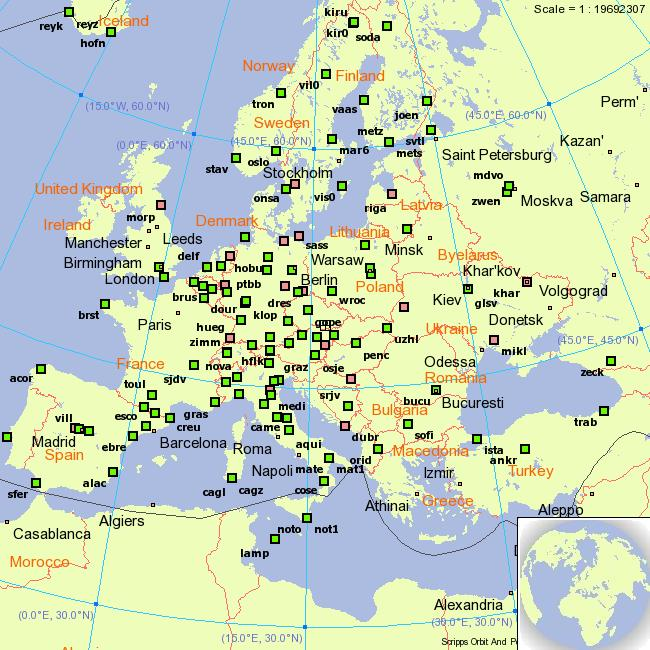 kiru
Scale = 1 : 19692307
reyk
reyz
Iceland
hofn
kir0
soda
Norway
vil0
Finland
Perm'
(15.0°W, 60.0°N)
tron
vaas
joen
(45.0°E, 60.0°N)
Sweden
metz
(0.0°E, 60.0°N)
(15.0°E, 60.0°N)
svtl
Kazan'
stav
oslo
mar6
mets
Saint Petersburg
Stockholm
mdvo
United Kingdom
onsa
vis0
zwen
Moskva
Samara
morp
riga
Latvia
Ireland
Denmark
Lithuania
Manchester
Leeds
sass
Minsk
Birmingham
delf
hobu
Warsaw
Byelarus
London
ptbb
Berlin
Poland
Khar'kov
khar
Volgograd
brus
dres
wroc
Kiev
glsv
brst
dour
klop
gope
Donetsk
Paris
hueg
Ukraine
zimm
uzhl
mikl
(45.0°E, 45.0°N)
France
nova
hflk
graz
penc
Odessa
acor
sjdv
osje
Romania
zeck
toul
srjv
bucu
Bucuresti
vill
esco
gras
medi
Bulgaria
trab
Madrid
creu
came
dubr
sofi
Spain
ebre
Barcelona
Roma
aqui
orid
Macedonia
ista
ankr
alac
Napoli
mate
mat1
Izmir
Turkey
sfer
cagl
cagz
cose
Athinai
Greece
Aleppo
Casablanca
Algiers
noto
not1
Morocco
lamp
Alexandria
(0.0°E, 30.0°N)
(15.0°E, 30.0°N)
(30.0°E, 30.0°N)
Scripps Orbit And